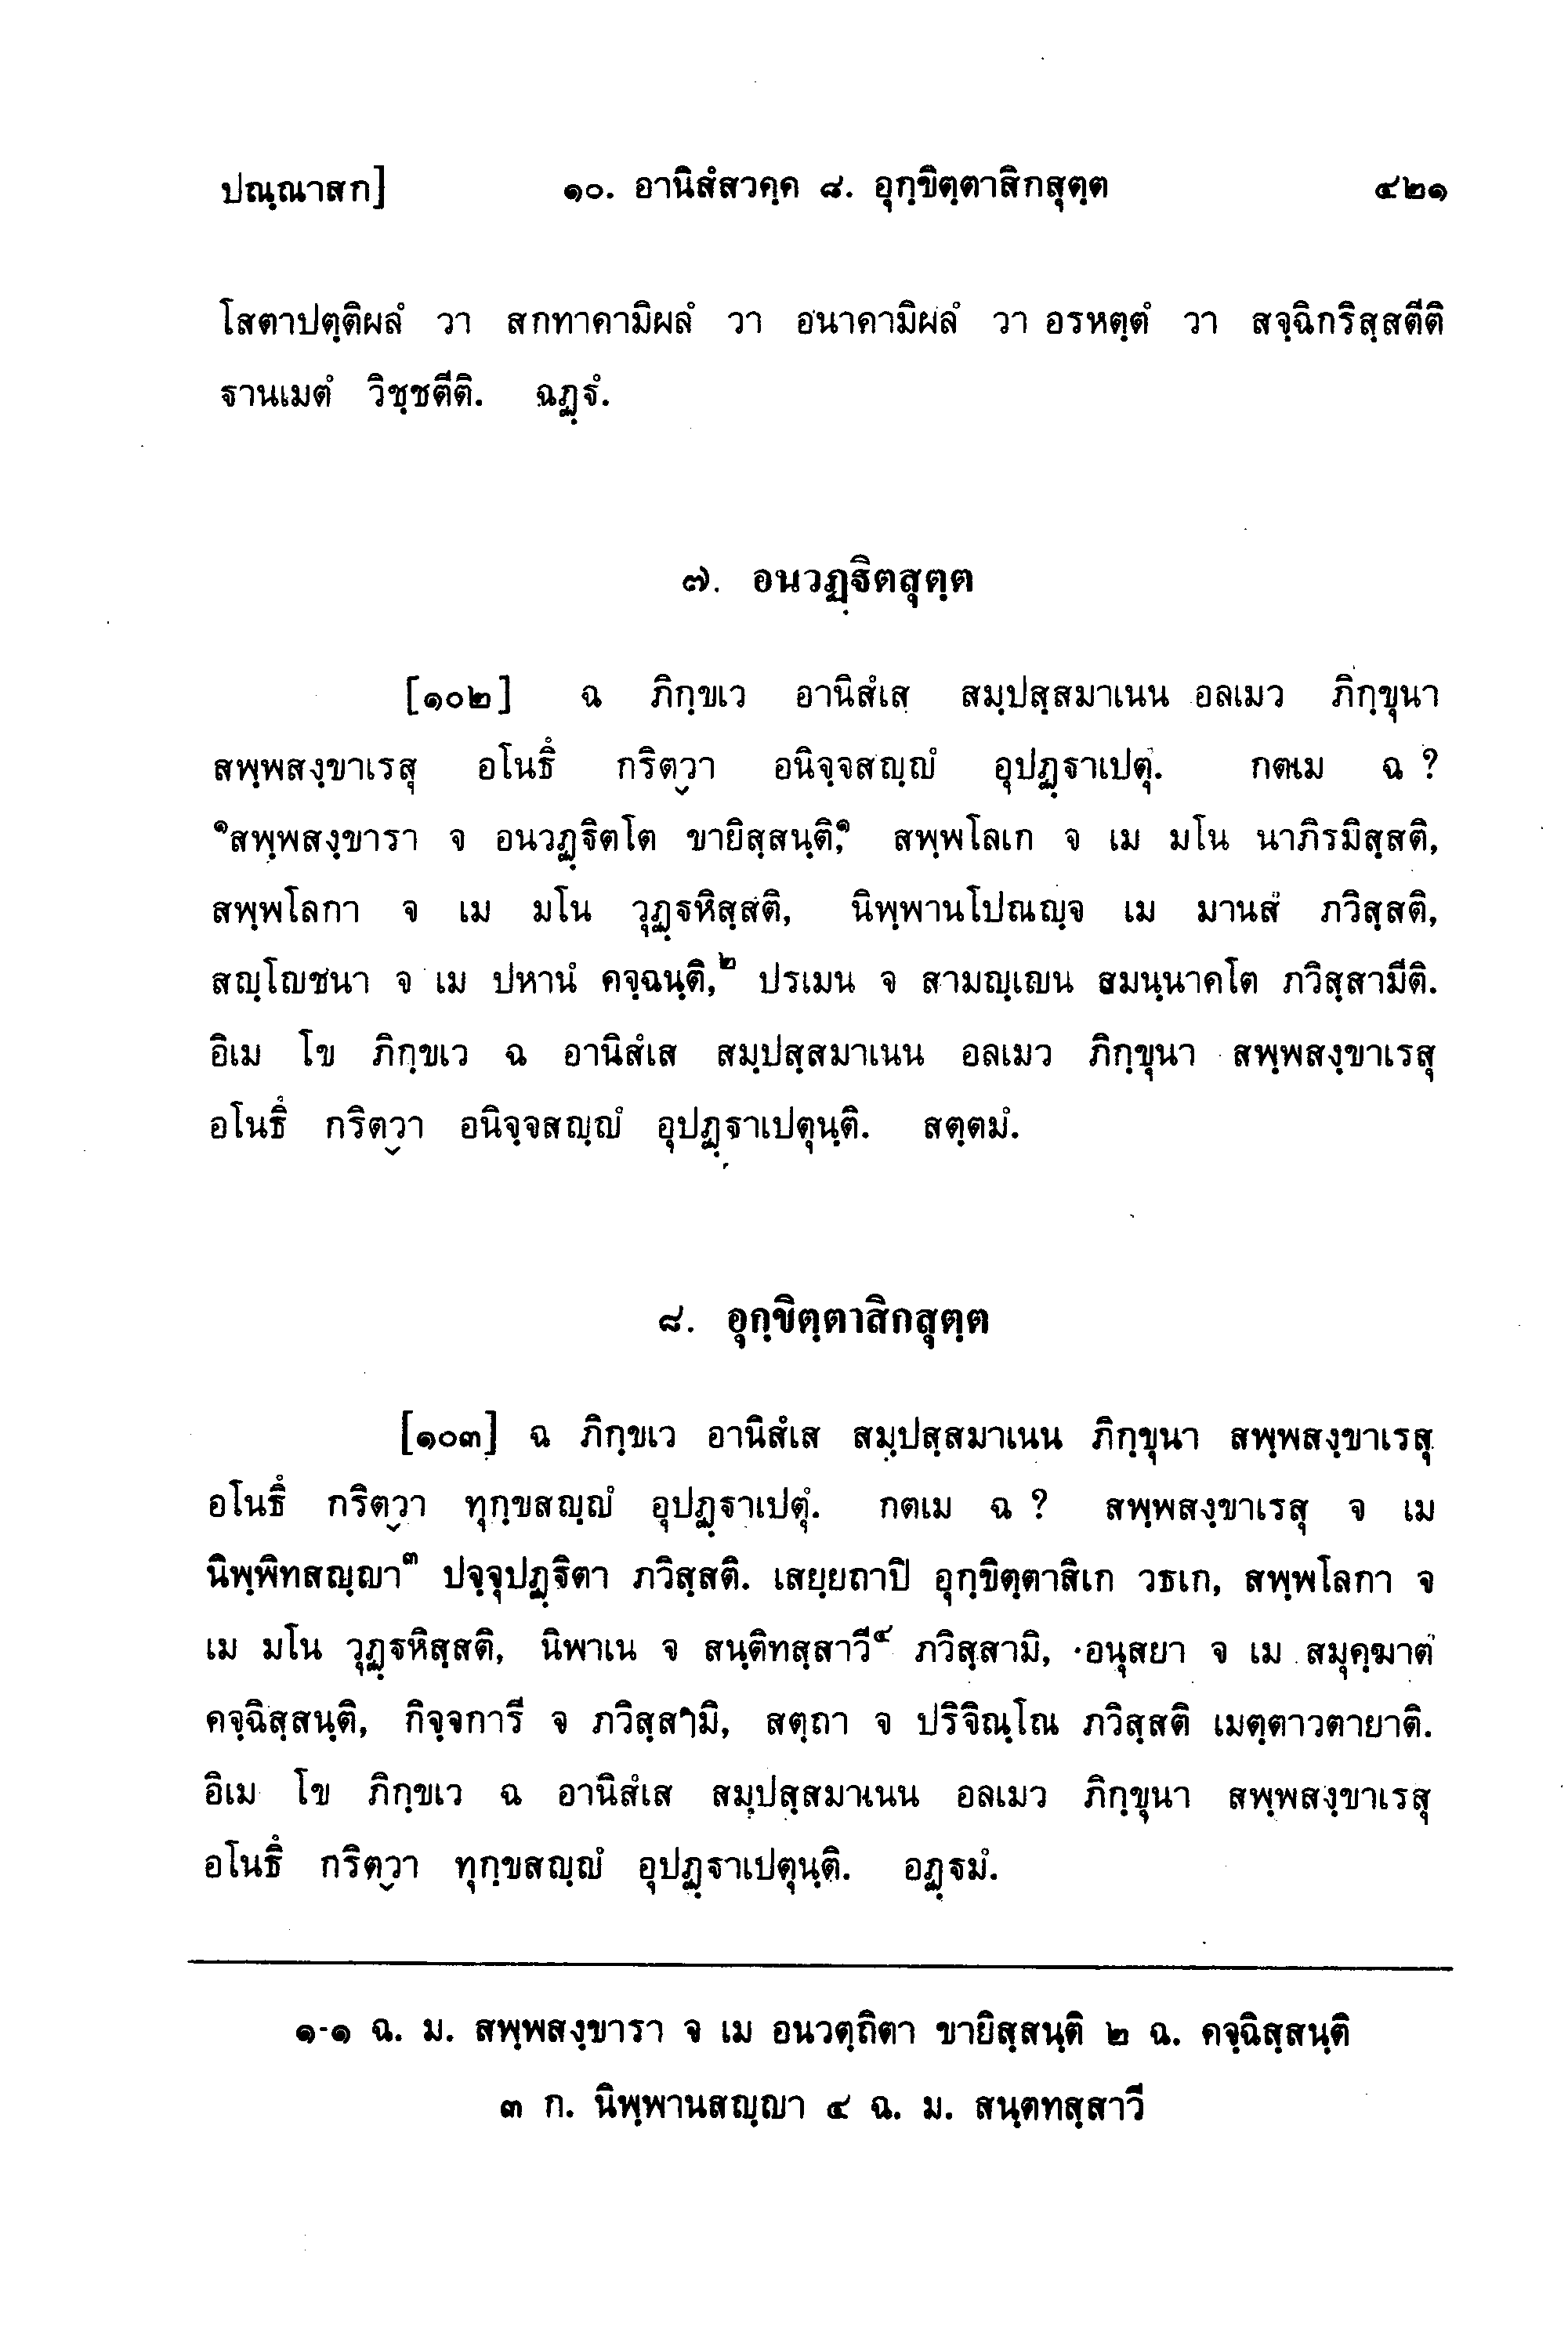 ปณฺณาสก] ๑๐. อานิสํสวคฺค ๘. อุกฺขิตฺตาสิกสุตฺต ๔๒๑
โสตาปตฺติผลํ วา สกทาคามิผลํ วา อนาคามิผลํ วา อรหตฺตํ วา สจฺฉิกริสฺสตีติ
ฐานเมตํ วิชฺชตีติ. ฉฏฺฐํ.
๗. อนวฏฺฐิตสุตฺต
[๑๐๒] ฉ ภิกฺขเว อานิสํเส สมฺปสฺสมาเนน อลเมว ภิกฺขุนา
สพฺพสงฺขาเรสุ อโนธึ กริตฺวา อนิจฺจสญฺญํ อุปฏฺฐาเปตุํ. กตเม ฉ ?
๑สพฺพสงฺขารา จ อนวฏฺฐิตโต ขายิสฺสนฺติ,๑ สพฺพโลเก จ เม มโน นาภิรมิสฺสติ,
สพฺพโลกา จ เม มโน วุฏฺฐหิสฺสติ, นิพฺพานโปณญฺจ เม มานสํ ภวิสฺสติ,
สญฺโญชนา จ เม ปหานํ คจฺฉนฺติ,๒ ปรเมน จ สามญฺเญน สมนฺนาคโต ภวิสฺสามีติ.
อิเม โข ภิกฺขเว ฉ อานิสํเส สมฺปสฺสมาเนน อลเมว ภิกฺขุนา สพฺพสงฺขาเรสุ
อโนธึ กริตฺวา อนิจฺจสญฺญํ อุปฏฺฐาเปตุนฺติ. สตฺตมํ.
๘. อุกฺขิตฺตาสิกสุตฺต
[๑๐๓] ฉ ภิกฺขเว อานิสํเส สมฺปสฺสมาเนน ภิกฺขุนา สพฺพสงฺขาเรสุ
อโนธึ กริตฺวา ทุกฺขสญฺญํ อุปฏฺฐาเปตุํ. กตเม ฉ ? สพฺพสงฺขาเรสุ จ เม
นิพฺพิทสญฺญา๓ ปจฺจุปฏฺฐิตา ภวิสฺสติ. เสยฺยถาปิ อุกฺขิตฺตาสิเก วธเก, สพฺพโลกา จ
เม มโน วุฏฺฐหิสฺสติ, นิพาเน จ สนฺติทสฺสาวี๔ ภวิสฺสามิ, อนุสยา จ เม สมุคฺฆาตํ
คจฺฉิสฺสนฺติ, กิจฺจการี จ ภวิสฺสามิ, สตฺถา จ ปริจิณฺโณ ภวิสฺสติ เมตฺตาวตายาติ.
อิเม โข ภิกฺขเว ฉ อานิสํเส สมฺปสฺสมาเนน อลเมว ภิกฺขุนา สพฺพสงฺขาเรสุ
อโนธึ กริตฺวา ทุกฺขสญฺญํ อุปฏฺฐาเปตุนฺติ. อฏฺฐมํ.
๑-๑ ฉ. ม. สพฺพสงฺขารา จ เม อนวตฺถิตา ขายิสฺสนฺติ ๒ ฉ. คจฺฉิสฺสนฺติ
๓ ก. นิพฺพานสญฺญา ๔ ฉ. ม. สนฺตทสฺสาวี